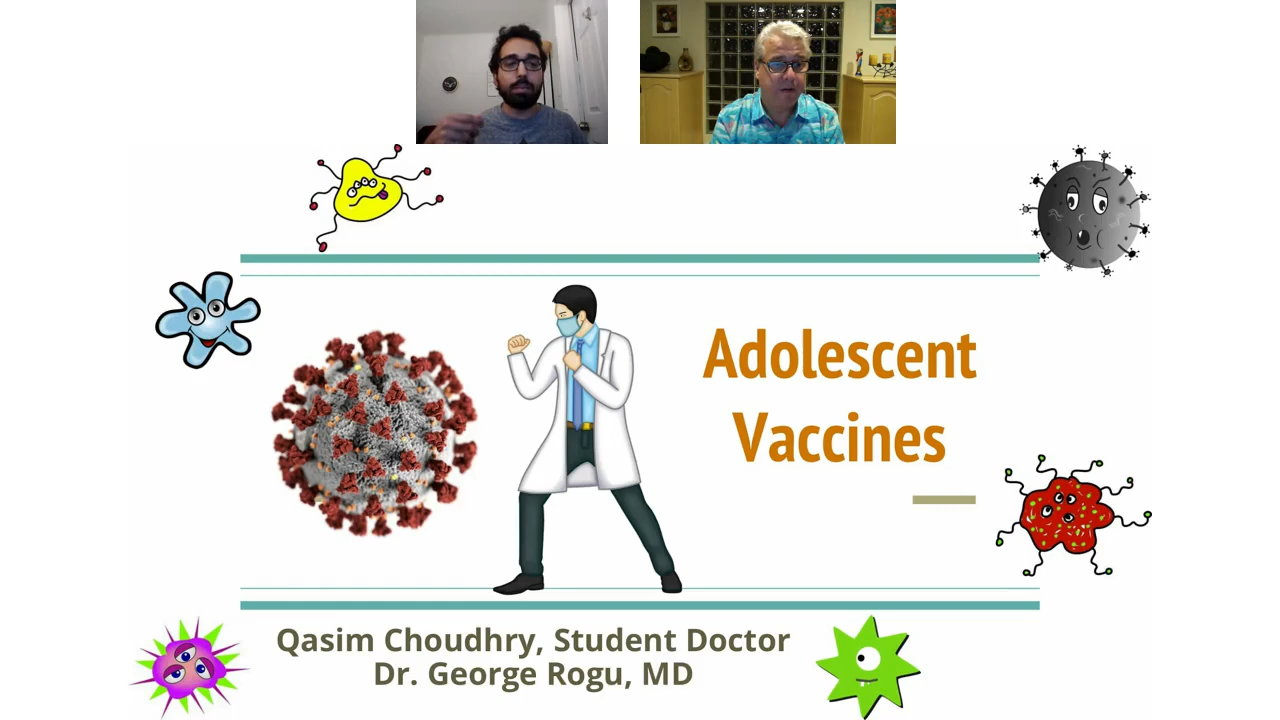 Adolescent
Vaccines
Qasim Choudhry, Student Doctor
Dr. George Rogu, MD